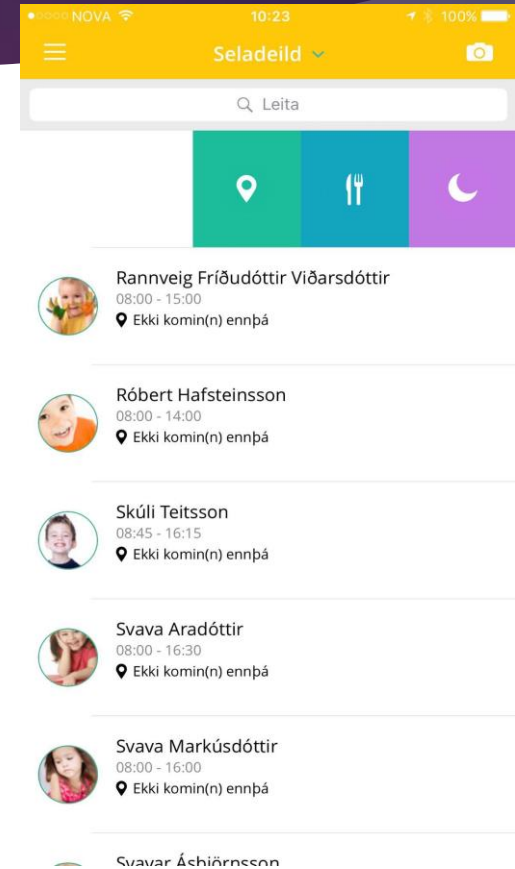 NOVA 10:23 100%
Seladeild
Leita
Rannveig Fríðudóttir Viðarsdóttir
08:00 - 15:00
Ekki komin(n) ennþá
Róbert Hafsteinsson
08:00 - 14:00
Ekki komin(n) ennþá
Skúli Teitsson
08:45 - 16:15
Ekki komin(n) ennþá
Svava Aradóttir
08:00 - 16:30
Ekki komin(n) ennþá
Svava Markúsdóttir
08:00 - 16:00
Ekki komin(n) ennþá
Svavar Ásbjörnsson